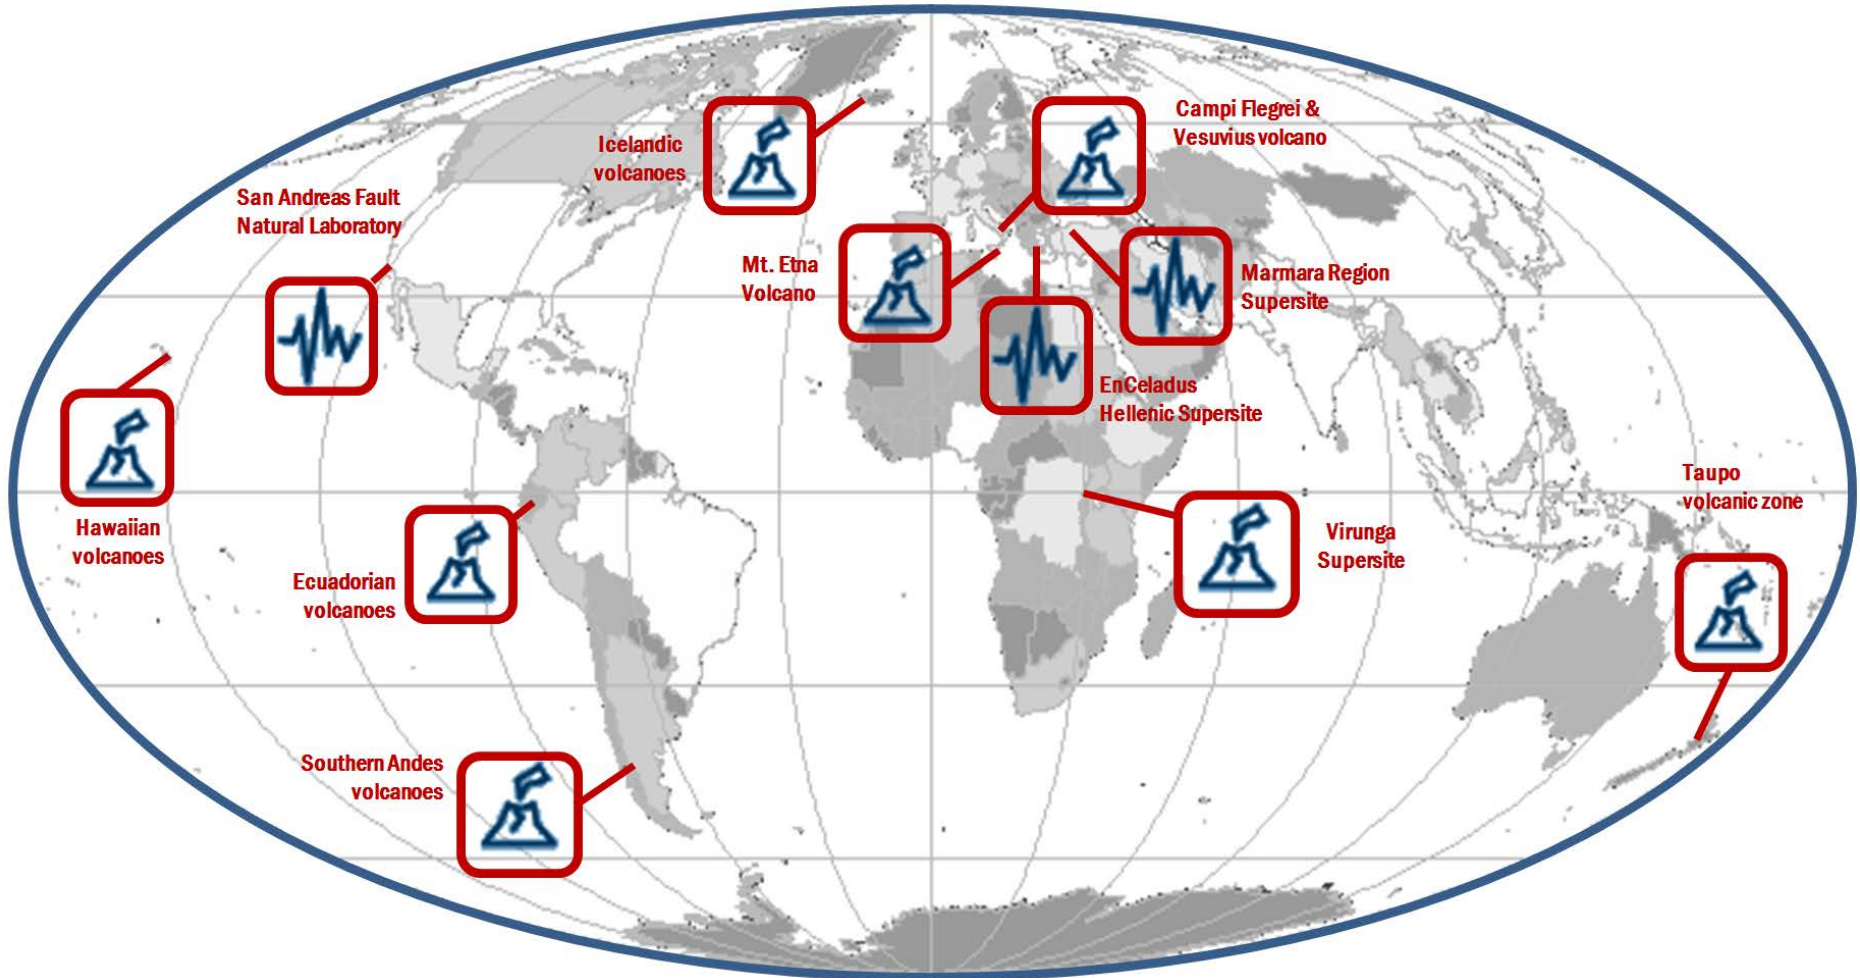 Campi Flegrei &
Vesuvius volcano
Icelandic
volcanoes
San Andreas Fault
Natural Laboratory
Mt. Etna
Volcano
Marmara Region
Supersite
EnCeladus
Hellenic Supersite
Taupo
volcanic zone
Hawaiian
volcanoes
Virunga
Supersite
Ecuadorian
volcanoes
Southern Andes
volcanoes